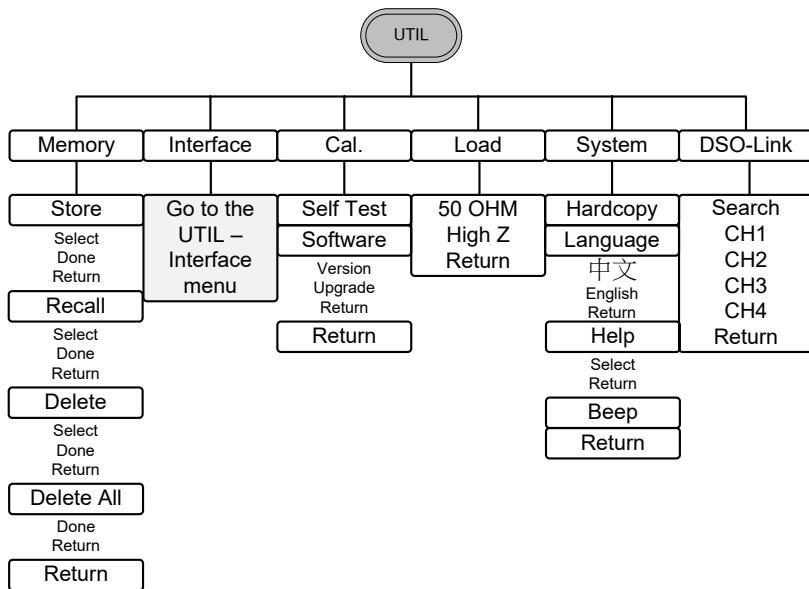 UTIL
Memory
Interface
Cal.
Load
System
DSO-Link
Store
Select
Done
Return
Recall
Select
Done
Return
Delete
Select
Done
Return
Delete All
Done
Return
Return
Go to the
UTIL –
Interface
menu
Self Test
Software
Version
Upgrade
Return
Return
50 OHM
High Z
Return
Hardcopy
Language
中文
English
Return
Help
Select
Return
Beep
Return
Search
CH1
CH2
CH3
CH4
Return